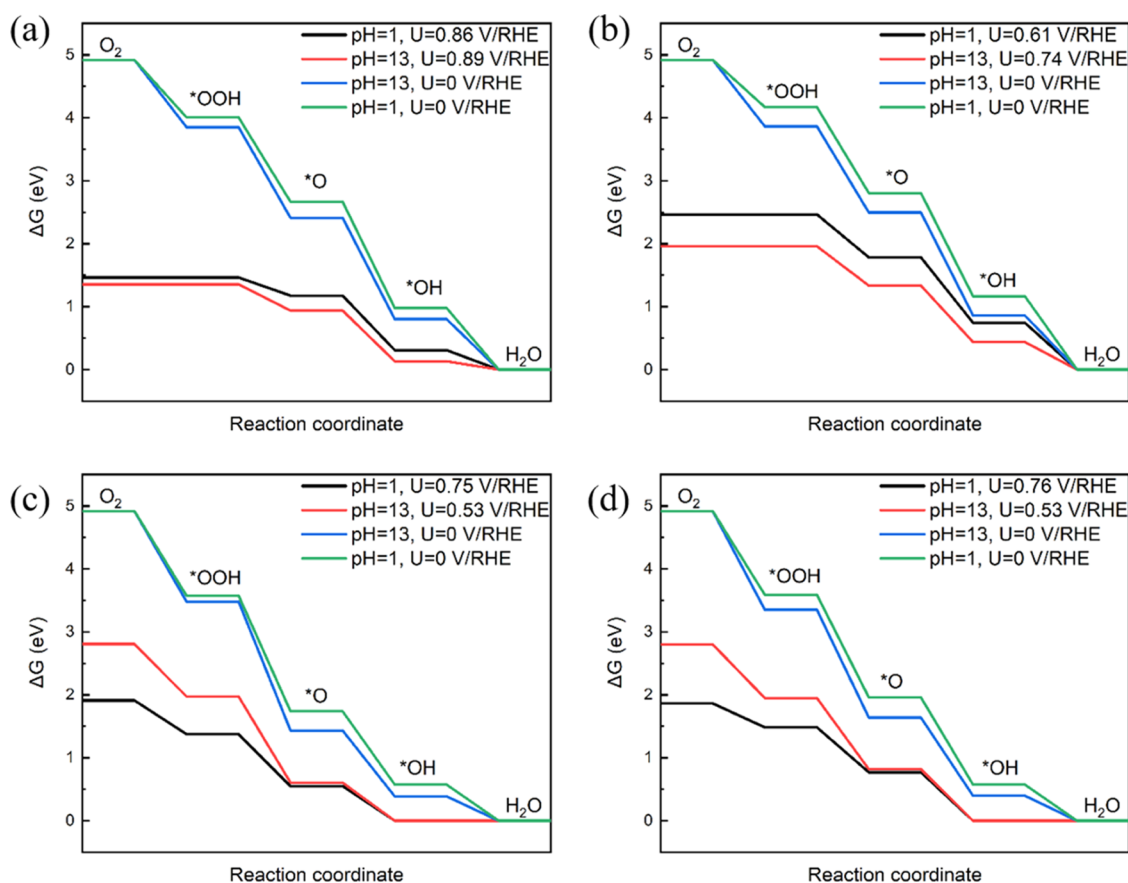 (a)
pH=1, U=0.86 V/RHE
pH=13, U=0.89 V/RHE
pH=13, U=0 V/RHE
pH=1, U=0 V/RHE
O₂
*OOH
*O
*OH
H₂O
5
4
3
2
1
0
ΔG (eV)
Reaction coordinate
(b)
pH=1, U=0.61 V/RHE
pH=13, U=0.74 V/RHE
pH=13, U=0 V/RHE
pH=1, U=0 V/RHE
O₂
*OOH
*O
*OH
H₂O
5
4
3
2
1
0
ΔG (eV)
Reaction coordinate
(c)
pH=1, U=0.75 V/RHE
pH=13, U=0.53 V/RHE
pH=13, U=0 V/RHE
pH=1, U=0 V/RHE
O₂
*OOH
*O
*OH
H₂O
5
4
3
2
1
0
ΔG (eV)
Reaction coordinate
(d)
pH=1, U=0.76 V/RHE
pH=13, U=0.53 V/RHE
pH=13, U=0 V/RHE
pH=1, U=0 V/RHE
O₂
*OOH
*O
*OH
H₂O
5
4
3
2
1
0
ΔG (eV)
Reaction coordinate